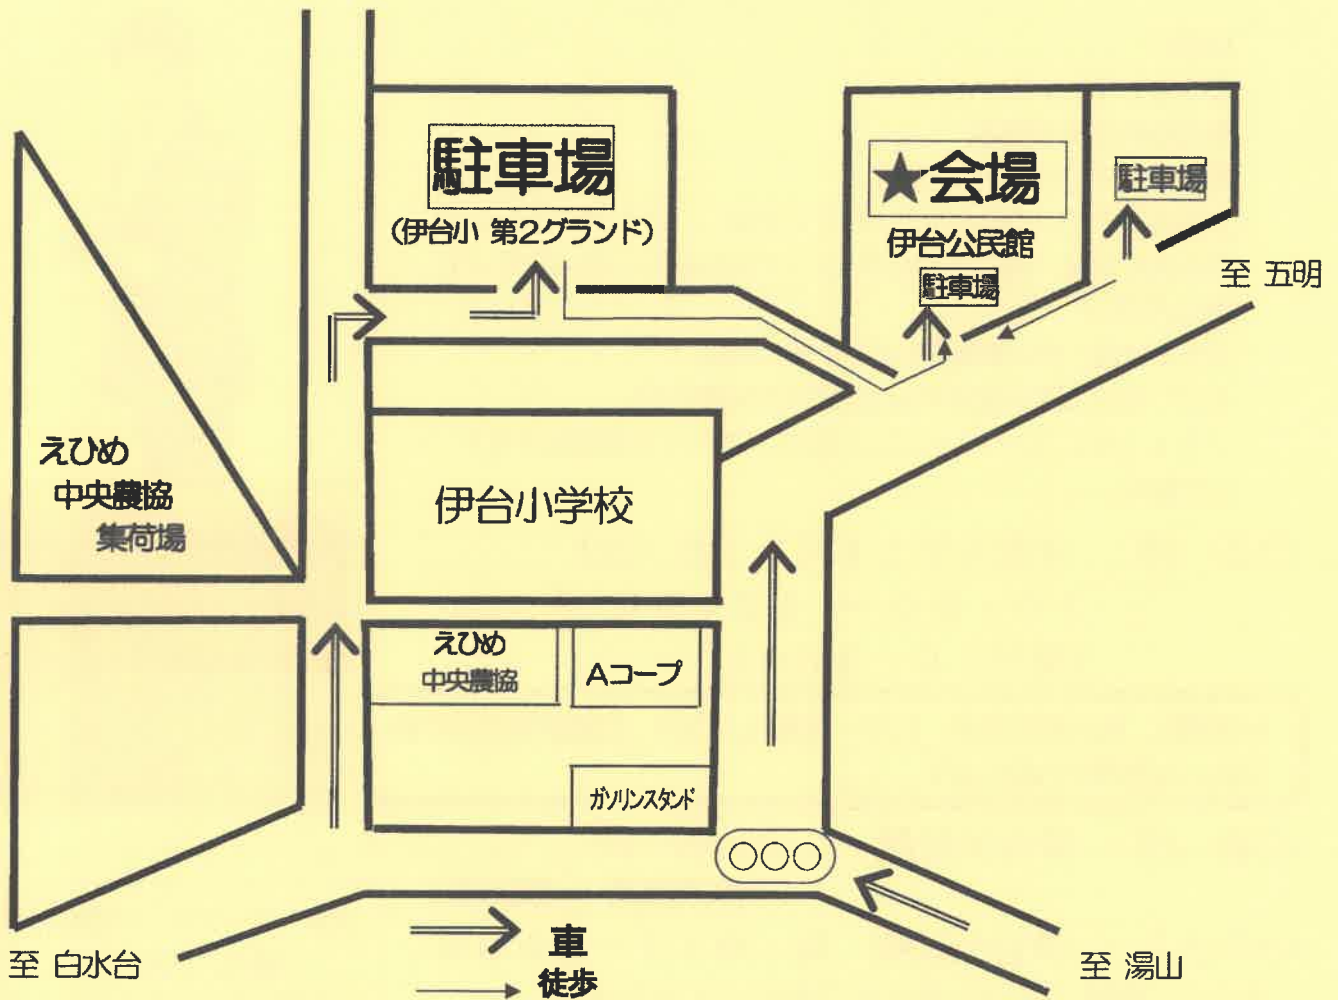 駐車場
(伊台小 第2グランド)
★会場
伊台公民館
駐車場
駐車場
至 五明
えひめ
中央農協
集荷場
伊台小学校
えひめ
中央農協
Aコープ
ガソリンスタンド
至 白水台
車
徒歩
至 湯山